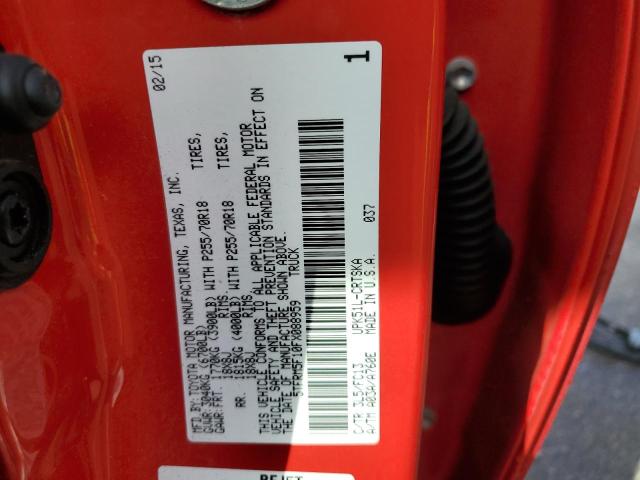 MFD BY:TOYOTA MOTOR MANUFACTURING, TEXAS, INC. 02/15
GVWR:3040KG (6700LB)
GAWR:FRT. 1770KG (3900LB) WITH P255/70R18 TIRES,
18X8J RIMS.
RR. 1815KG (4000LB) WITH P255/70R18 TIRES,
18X8J RIMS.
THIS VEHICLE CONFORMS TO ALL APPLICABLE FEDERAL MOTOR
VEHICLE SAFETY AND THEFT PREVENTION STANDARDS IN EFFECT ON
THE DATE OF MANUFACTURE SHOWN ABOVE.
5TFRM5F10FX088959 TRUCK
C/TR 3L5/FC13 UPK51L-CRTSKA 037 1
A/TM A03A/A760E MADE IN U.S.A.